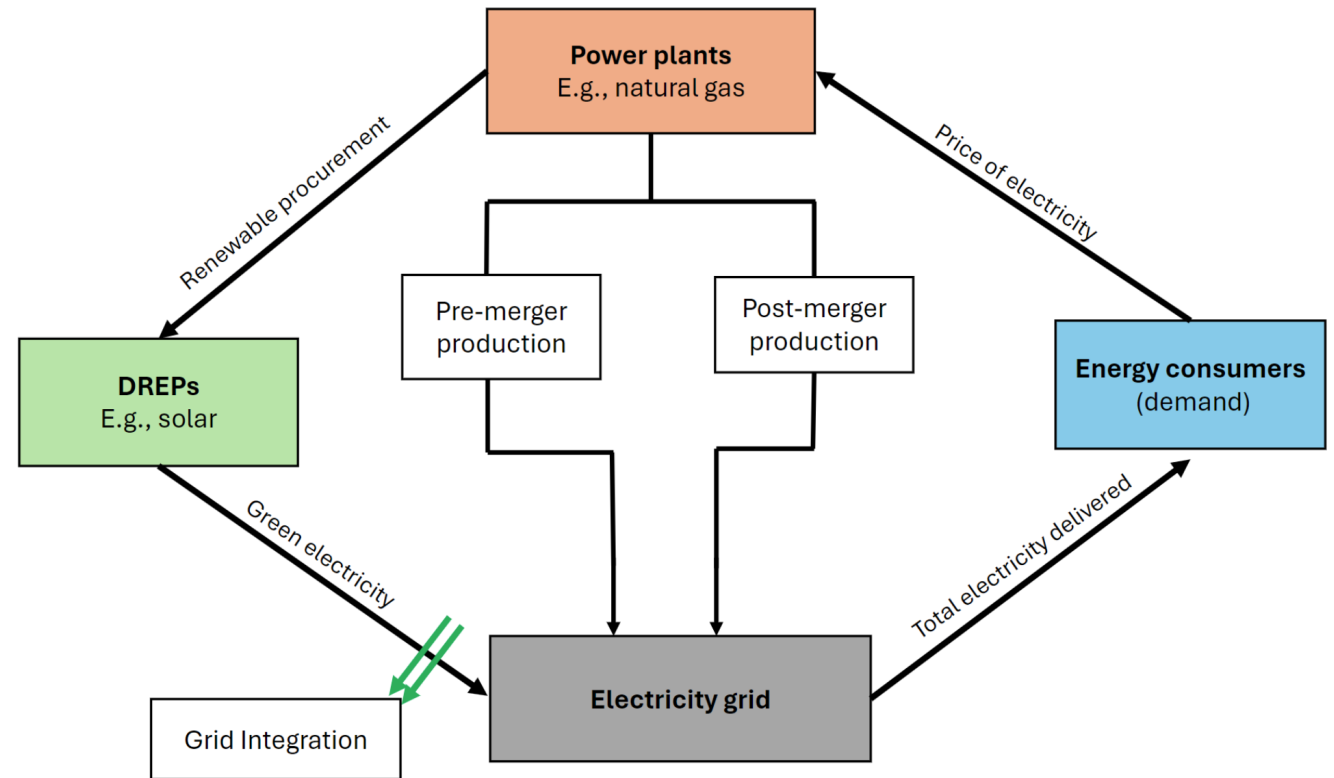 Power plants
E.g., natural gas
Renewable procurement
Price of electricity
Pre-merger
production
Post-merger
production
DREPs
E.g., solar
Energy consumers
(demand)
Green electricity
Total electricity delivered
Electricity grid
Grid Integration